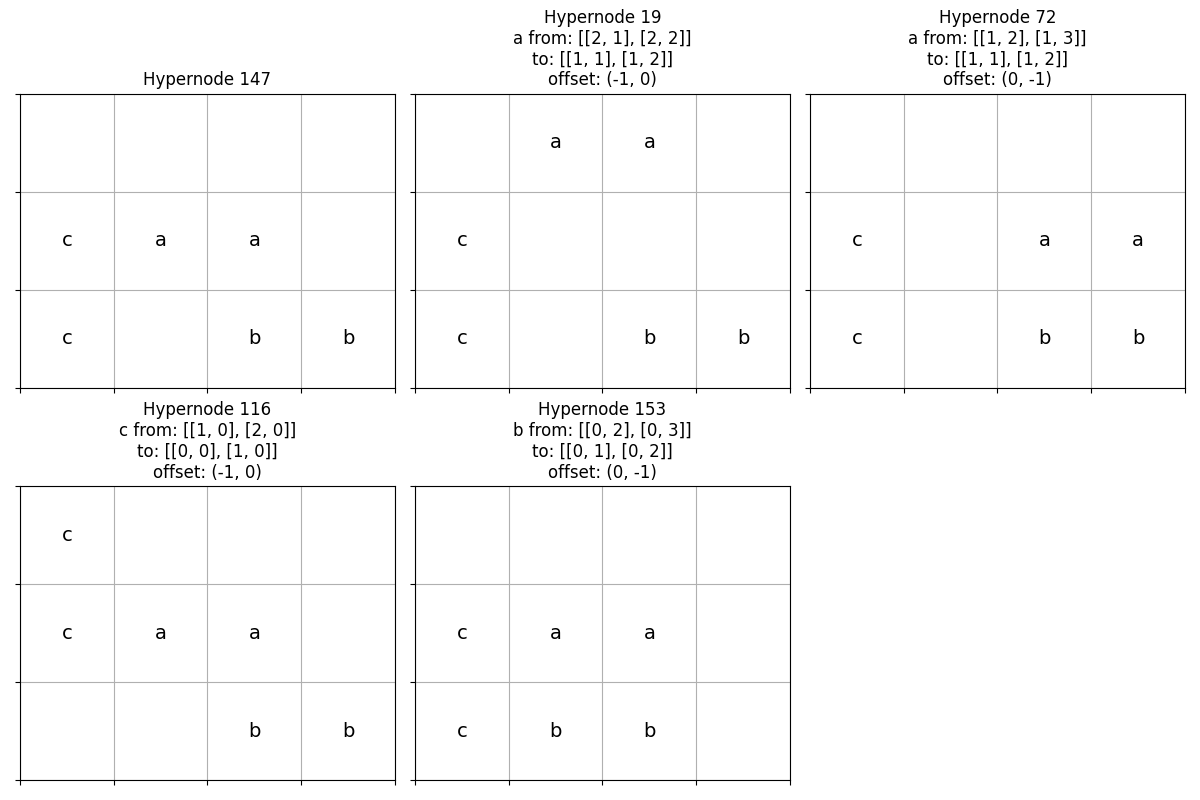 Hypernode 147
c a a
c b b
Hypernode 19
a from: [[2, 1], [2, 2]]
to: [[1, 1], [1, 2]]
offset: (-1, 0)
a a
c
c b b
Hypernode 72
a from: [[1, 2], [1, 3]]
to: [[1, 1], [1, 2]]
offset: (0, -1)
c a a
c b b
Hypernode 116
c from: [[1, 0], [2, 0]]
to: [[0, 0], [1, 0]]
offset: (-1, 0)
c
c a a
b b
Hypernode 153
b from: [[0, 2], [0, 3]]
to: [[0, 1], [0, 2]]
offset: (0, -1)
c a a
c b b